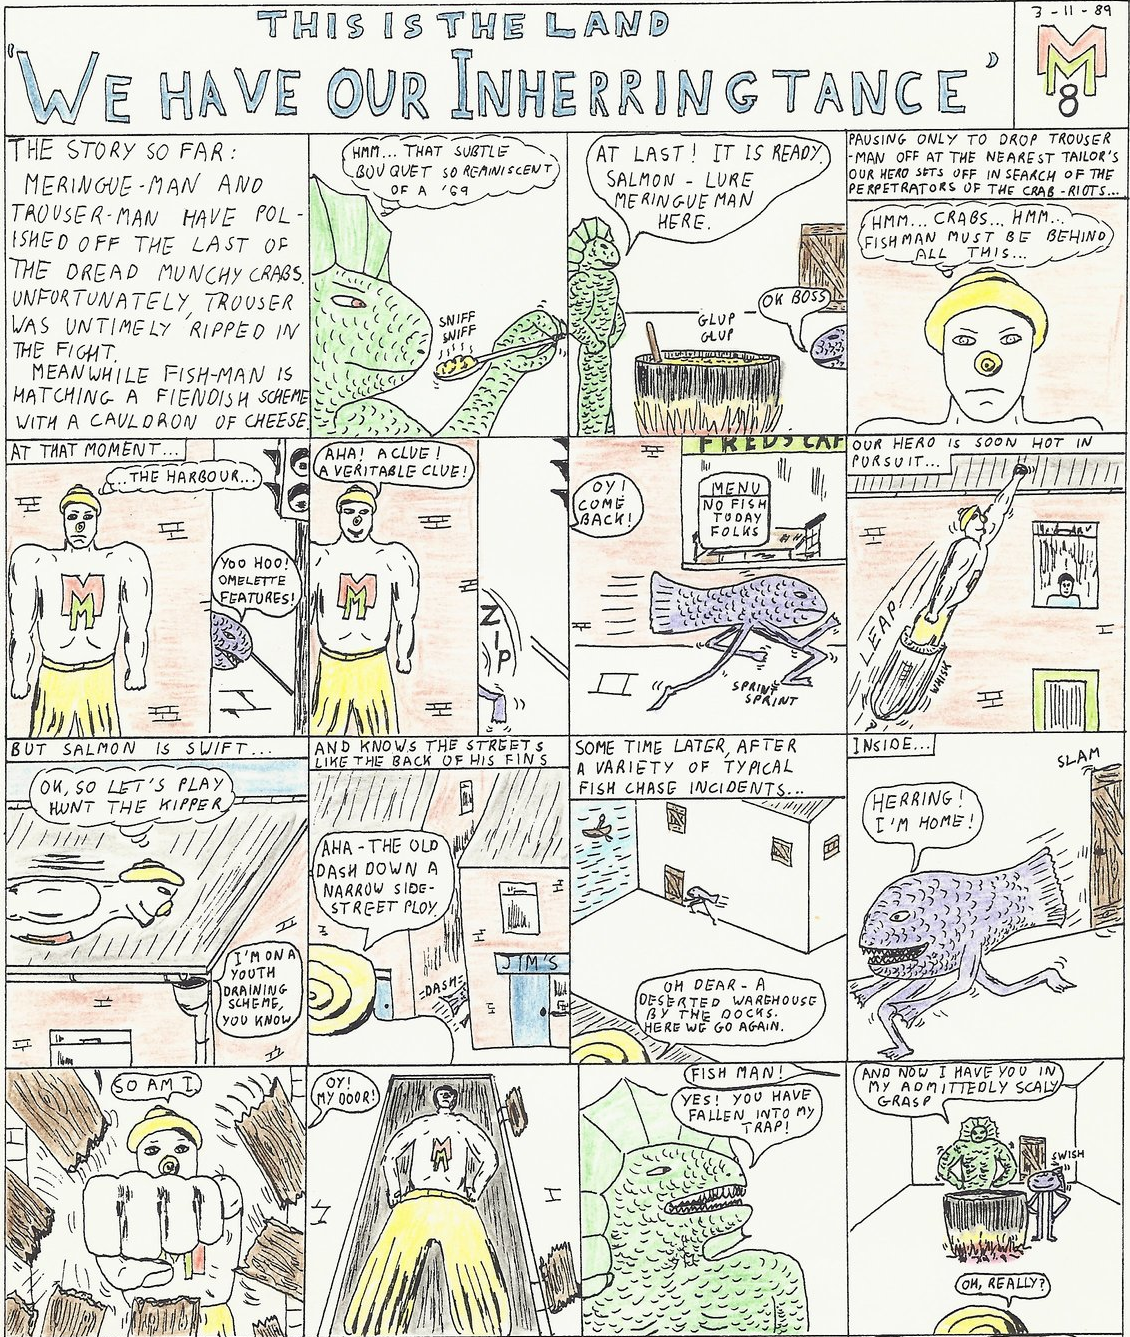 THIS IS THE LAND
"WE HAVE OUR INHERRINGTANCE"
3-11-89
MM
8
THE STORY SO FAR:
MERINGUE-MAN AND
TROUSER-MAN HAVE POL-
ISHED OFF THE LAST OF
THE DREAD MUNCHY CRABS.
UNFORTUNATELY, TROUSER
WAS UNTIMELY RIPPED IN
THE FIGHT.
MEANWHILE FISH-MAN IS
HATCHING A FIENDISH SCHEME
WITH A CAULDRON OF CHEESE.
HMM... THAT SUBTLE
BOUQUET SO REMINISCENT
OF A '69
SNIFF
SNIFF
AT LAST! IT IS READY.
SALMON - LURE
MERINGUE MAN
HERE.
OK BOSS
GLUP
GLUP
PAUSING ONLY TO DROP TROUSER
-MAN OFF AT THE NEAREST TAILOR'S
OUR HERO SETS OFF IN SEARCH OF THE
PERPETRATORS OF THE CRAB-RIOTS...
HMM... CRABS... HMM...
FISHMAN MUST BE BEHIND
ALL THIS...
AT THAT MOMENT...
...THE HARBOUR...
YOO HOO!
OMELETTE
FEATURES!
MM
AHA! A CLUE!
A VERITABLE CLUE!
MM
ZIP
OY!
COME
BACK!
FRED'S CAF
MENU
NO FISH
TODAY
FOLKS
SPRINT
SPRINT
OUR HERO IS SOON HOT IN
PURSUIT...
LEAP
WHISK
BUT SALMON IS SWIFT...
OK, SO LET'S PLAY
HUNT THE KIPPER
I'M ON A
YOUTH
DRAINING
SCHEME,
YOU KNOW
AND KNOWS THE STREETS
LIKE THE BACK OF HIS FINS
AHA - THE OLD
DASH DOWN A
NARROW SIDE-
STREET PLOY.
DASH
JIM'S
SOME TIME LATER, AFTER
A VARIETY OF TYPICAL
FISH CHASE INCIDENTS...
OH DEAR - A
DESERTED WAREHOUSE
BY THE DOCKS.
HERE WE GO AGAIN.
INSIDE...
SLAM
HERRING!
I'M HOME!
SO AM I
OY!
MY DOOR!
MM
FISH MAN!
YES! YOU HAVE
FALLEN INTO MY
TRAP!
AND NOW I HAVE YOU IN
MY ADMITTEDLY SCALY
GRASP
SWISH
OH, REALLY?